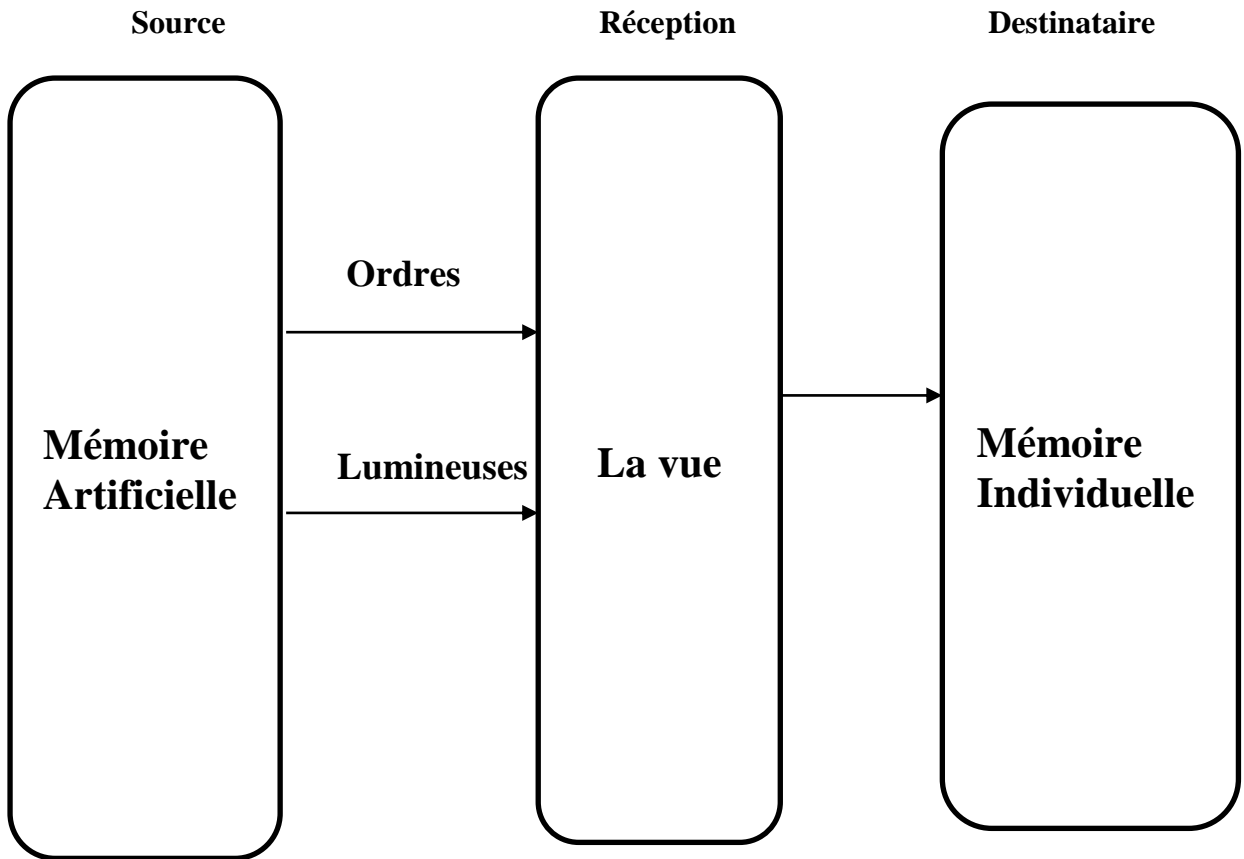 Source
Réception
Destinataire
Ordres
Lumineuses
Mémoire
Artificielle
La vue
Mémoire
Individuelle